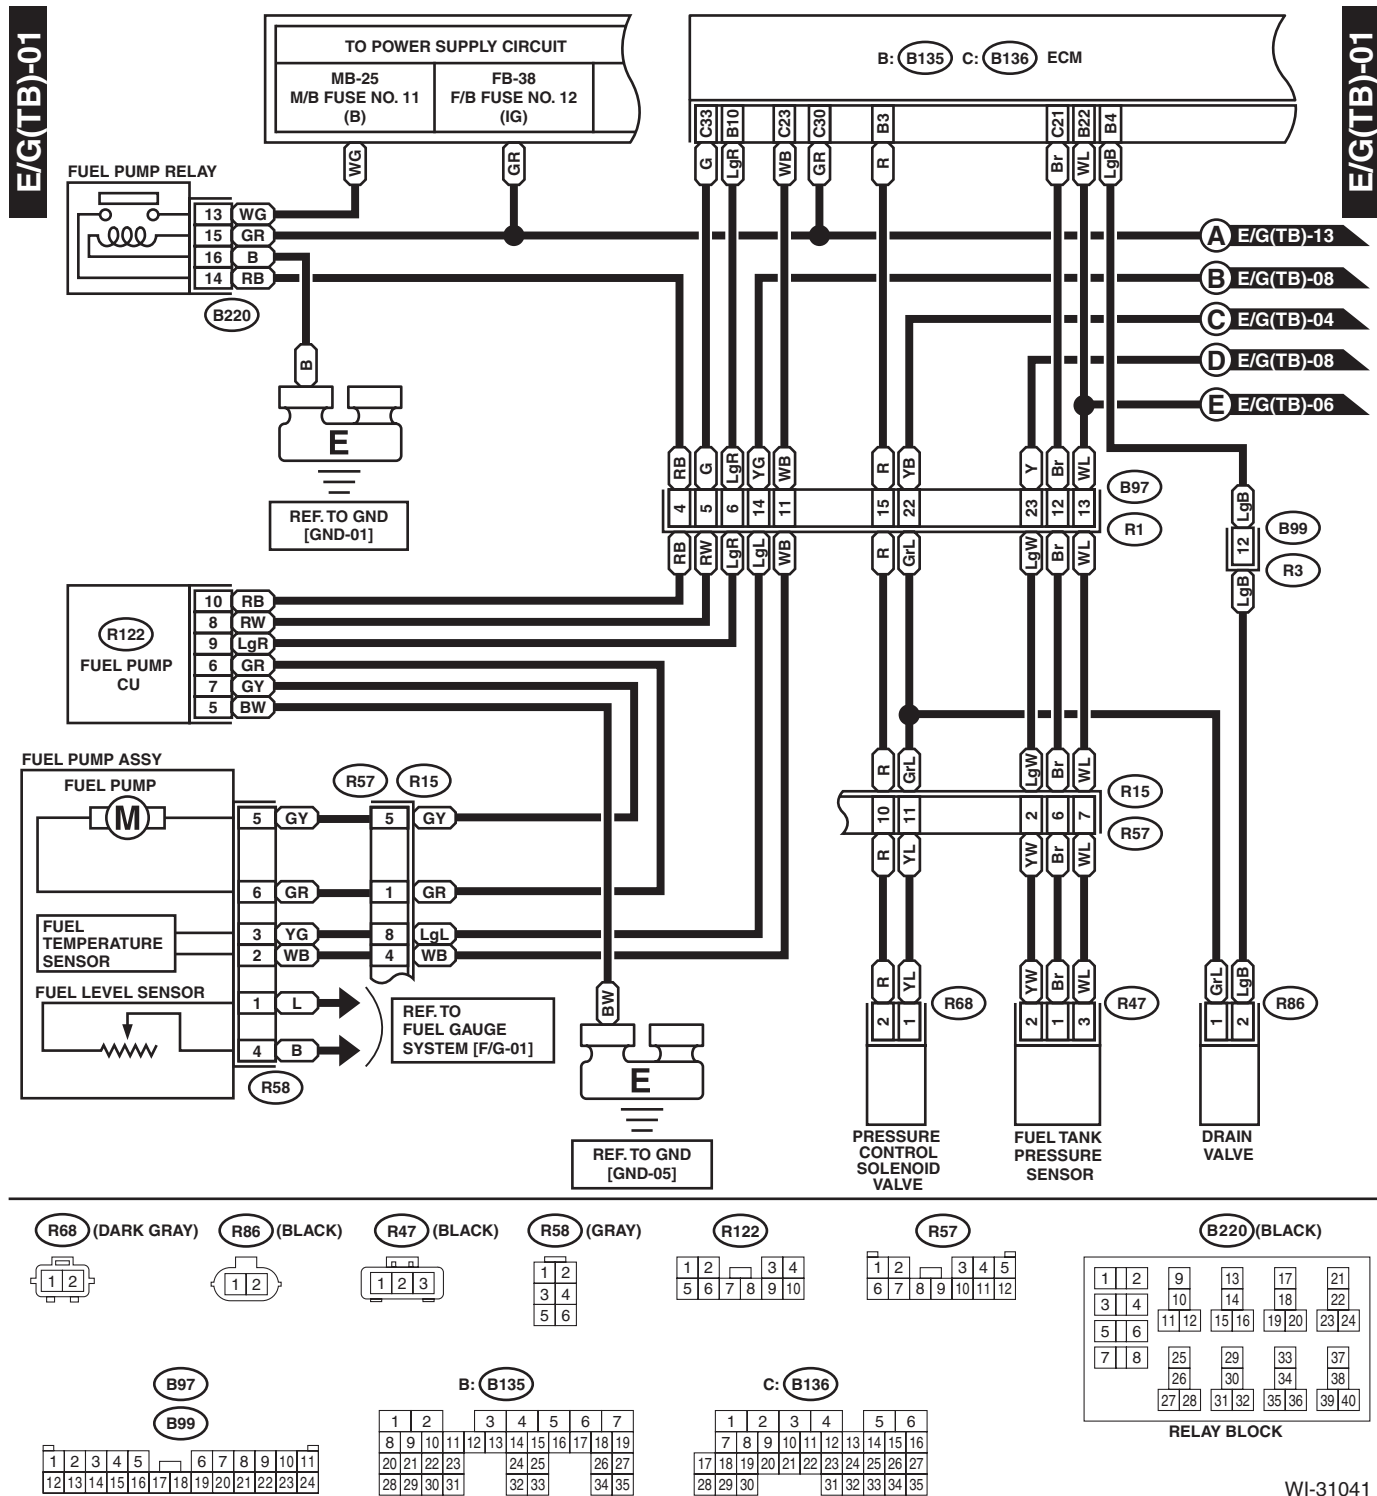 E/G(TB)-01
E/G(TB)-01
TO POWER SUPPLY CIRCUIT
MB-25
M/B FUSE NO. 11
(B)
FB-38
F/B FUSE NO. 12
(IG)
B: B135 C: B136 ECM
C33 B10 C23 C30 B3 C21 B22 B4
WG GR G LgR WB GR R Br WL LgB
FUEL PUMP RELAY
13 WG
15 GR
16 B
14 RB
B220
A E/G(TB)-13
B E/G(TB)-08
C E/G(TB)-04
D E/G(TB)-08
E E/G(TB)-06
B
E
REF. TO GND
[GND-01]
RB G LgR YG WB R YB Y Br WL
4 5 6 14 11 15 22 23 12 13
RB RW LgR LgL WB R GrL LgW Br WL
B97
R1
LgB
12
LgB
B99
R3
R122
FUEL PUMP
CU
10 RB
8 RW
9 LgR
6 GR
7 GY
5 BW
FUEL PUMP ASSY
FUEL PUMP
M
R57 R15
5 GY 5 GY
6 GR 1 GR
FUEL
TEMPERATURE
SENSOR
3 YG 8 LgL
2 WB 4 WB
FUEL LEVEL SENSOR
1 L
4 B
R58
REF. TO
FUEL GAUGE
SYSTEM [F/G-01]
BW
E
REF. TO GND
[GND-05]
R GrL LgW Br WL
10 11 2 6 7
R YL YW Br WL
R15
R57
R YL YW Br WL GrL LgB
2 1 2 1 3 1 2
R68
R47
R86
PRESSURE
CONTROL
SOLENOID
VALVE
FUEL TANK
PRESSURE
SENSOR
DRAIN
VALVE
R68 (DARK GRAY)
1 2
R86 (BLACK)
1 2
R47 (BLACK)
1 2 3
R58 (GRAY)
1 2
3 4
5 6
R122
1 2 3 4
5 6 7 8 9 10
R57
1 2 3 4 5
6 7 8 9 10 11 12
B220 (BLACK)
1 2 9 13 17 21
3 4 10 14 18 22
11 12 15 16 19 20 23 24
5 6
7 8 25 29 33 37
26 30 34 38
27 28 31 32 35 36 39 40
RELAY BLOCK
B97
B99
1 2 3 4 5 6 7 8 9 10 11
12 13 14 15 16 17 18 19 20 21 22 23 24
B: B135
1 2 3 4 5 6 7
8 9 10 11 12 13 14 15 16 17 18 19
20 21 22 23 24 25 26 27
28 29 30 31 32 33 34 35
C: B136
1 2 3 4 5 6
7 8 9 10 11 12 13 14 15 16
17 18 19 20 21 22 23 24 25 26 27
28 29 30 31 32 33 34 35
WI-31041